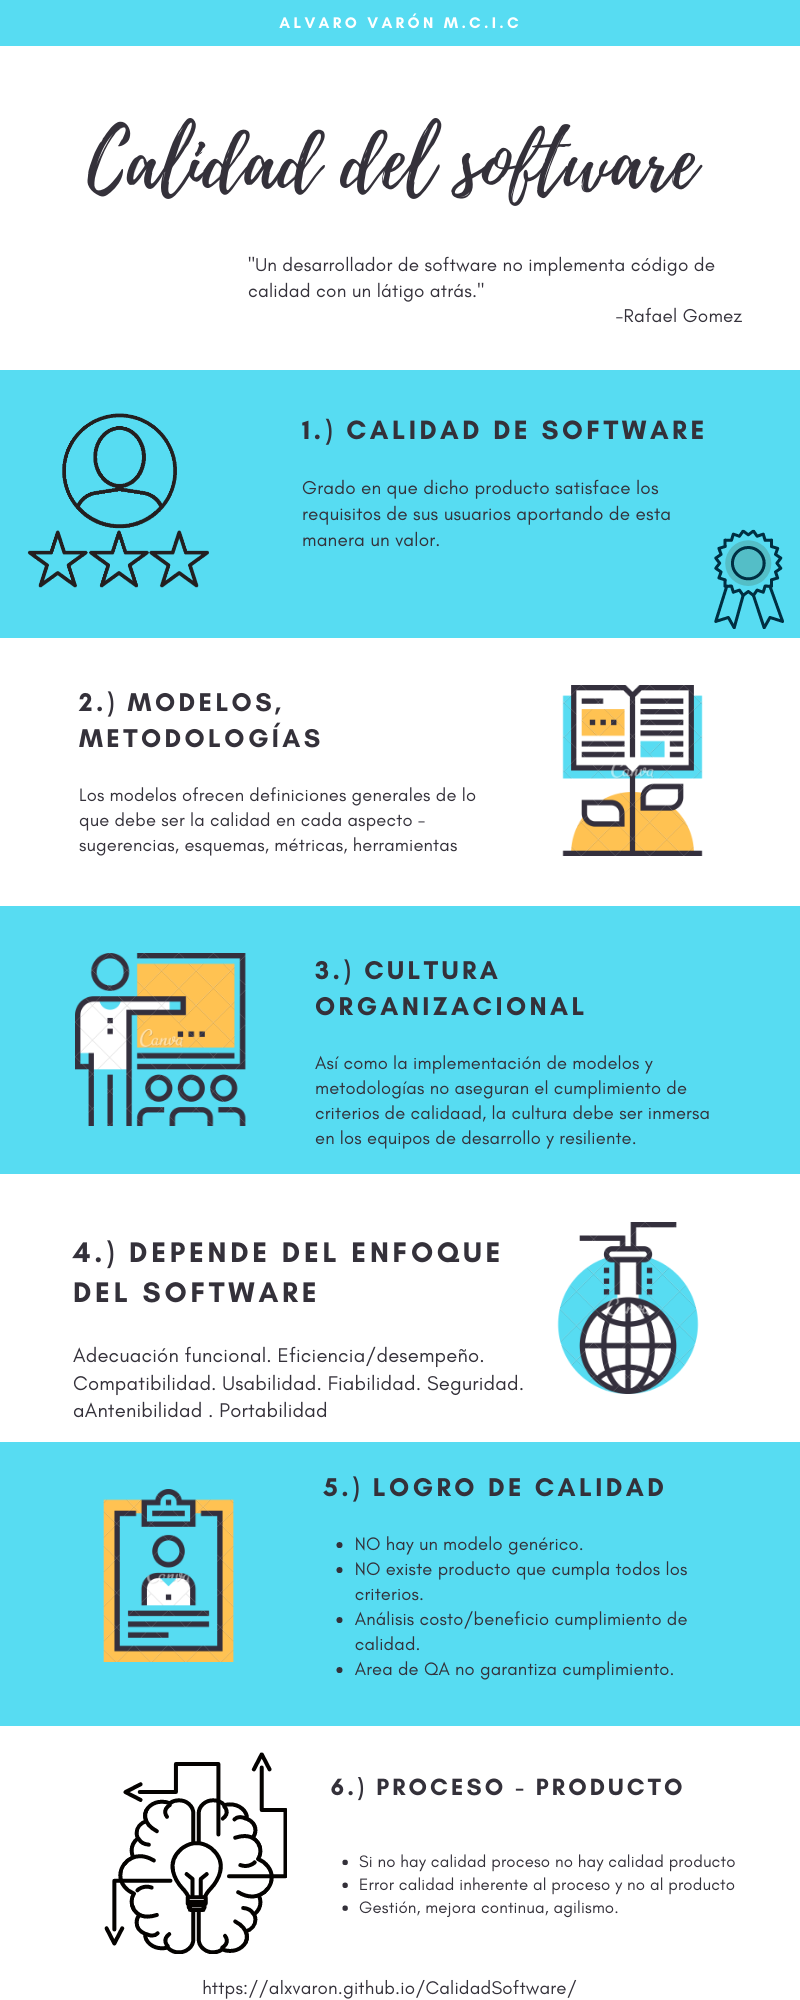 ALVARO VARÓN M.C.I.C
Calidad del software
"Un desarrollador de software no implementa código de
calidad con un látigo atrás."
-Rafael Gomez
1.) CALIDAD DE SOFTWARE
Grado en que dicho producto satisface los
requisitos de sus usuarios aportando de esta
manera un valor.
2.) MODELOS,
METODOLOGÍAS
Los modelos ofrecen definiciones generales de lo
que debe ser la calidad en cada aspecto -
sugerencias, esquemas, métricas, herramientas
Canva
3.) CULTURA
ORGANIZACIONAL
Así como la implementación de modelos y
metodologías no aseguran el cumplimiento de
criterios de calidaad, la cultura debe ser inmersa
en los equipos de desarrollo y resiliente.
Canva
4.) DEPENDE DEL ENFOQUE
DEL SOFTWARE
Adecuación funcional. Eficiencia/desempeño.
Compatibilidad. Usabilidad. Fiabilidad. Seguridad.
aAntenibilidad . Portabilidad
Canva
5.) LOGRO DE CALIDAD
• NO hay un modelo genérico.
• NO existe producto que cumpla todos los
criterios.
• Análisis costo/beneficio cumplimiento de
calidad.
• Area de QA no garantiza cumplimiento.
Canva
6.) PROCESO - PRODUCTO
• Si no hay calidad proceso no hay calidad producto
• Error calidad inherente al proceso y no al producto
• Gestión, mejora continua, agilismo.
https://alxvaron.github.io/CalidadSoftware/